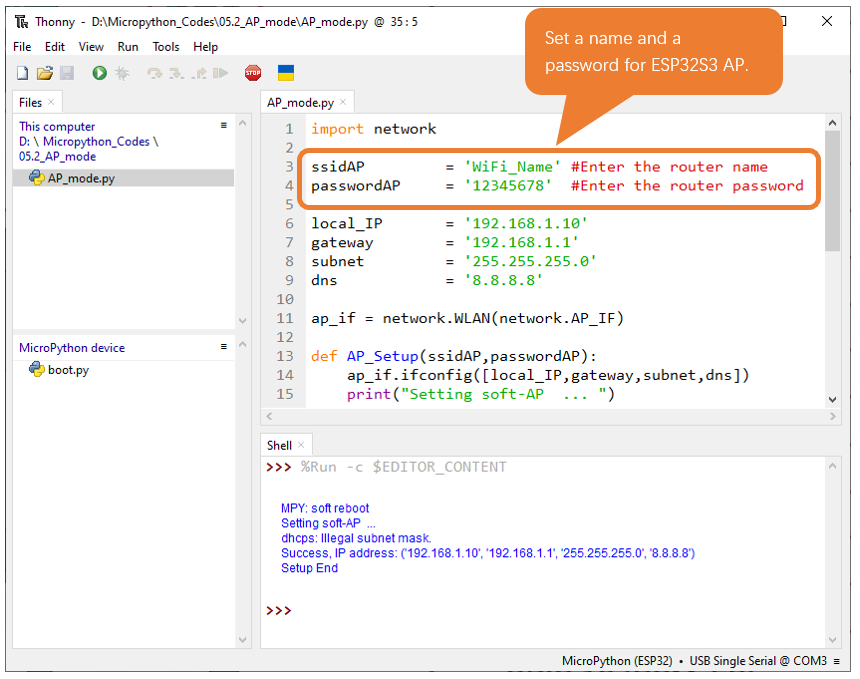 Thonny - D:\Micropython_Codes\05.2_AP_mode\AP_mode.py @ 35 : 5
Set a name and a
password for ESP32S3 AP.
File Edit View Run Tools Help
STOP
Files ×
This computer
D: \ Micropython_Codes \
05.2_AP_mode
AP_mode.py
MicroPython device
boot.py
AP_mode.py ×
1 import network
2
3 ssidAP = 'WiFi_Name' #Enter the router name
4 passwordAP = '12345678' #Enter the router password
5
6 local_IP = '192.168.1.10'
7 gateway = '192.168.1.1'
8 subnet = '255.255.255.0'
9 dns = '8.8.8.8'
10
11 ap_if = network.WLAN(network.AP_IF)
12
13 def AP_Setup(ssidAP,passwordAP):
14 ap_if.ifconfig([local_IP,gateway,subnet,dns])
15 print("Setting soft-AP ... ")
Shell ×
>>> %Run -c $EDITOR_CONTENT
MPY: soft reboot
Setting soft-AP ...
dhcps: Illegal subnet mask.
Success, IP address: ('192.168.1.10', '192.168.1.1', '255.255.255.0', '8.8.8.8')
Setup End
>>>
MicroPython (ESP32) • USB Single Serial @ COM3 ≡